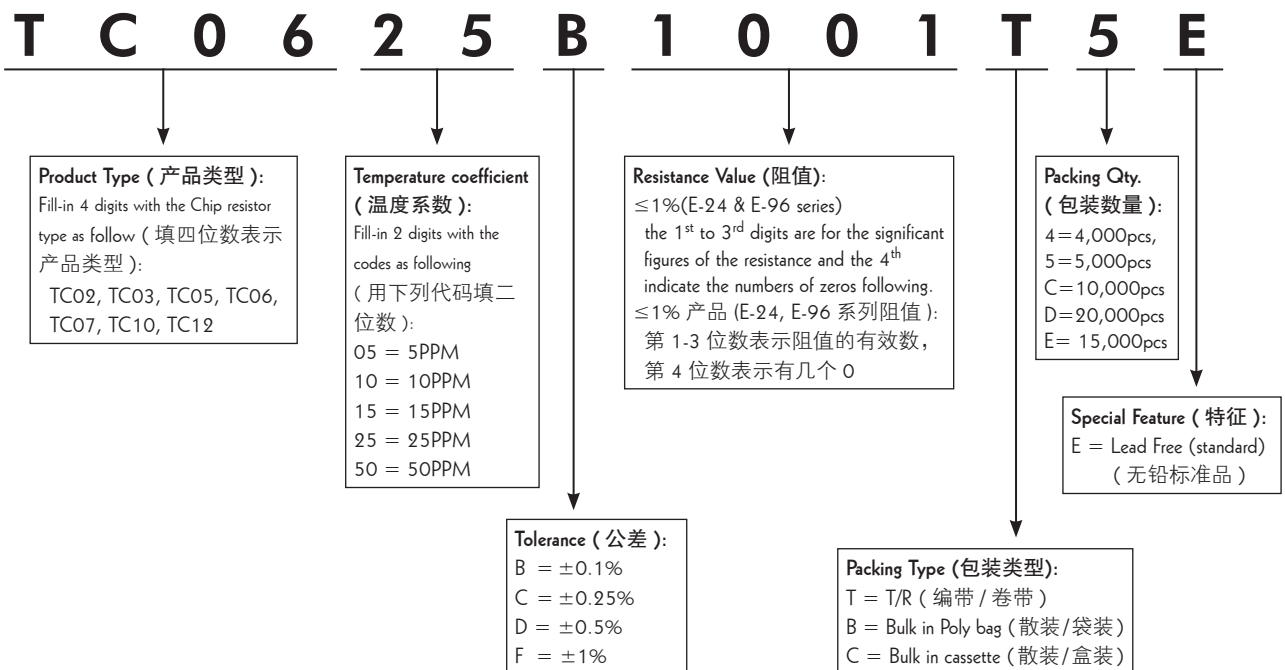 T C 0 6 2 5 B 1 0 0 1 T 5 E
Product Type ( 产品类型 ):
Fill-in 4 digits with the Chip resistor
type as follow ( 填四位数表示
产品类型 ):
TC02, TC03, TC05, TC06,
TC07, TC10, TC12
Temperature coefficient
( 温度系数 ):
Fill-in 2 digits with the
codes as following
( 用下列代码填二
位数 ):
05 = 5PPM
10 = 10PPM
15 = 15PPM
25 = 25PPM
50 = 50PPM
Resistance Value (阻值):
≤1%(E-24 & E-96 series)
the 1st to 3rd digits are for the significant
figures of the resistance and the 4th
indicate the numbers of zeros following.
≤1% 产品 (E-24, E-96 系列阻值 ):
第 1-3 位数表示阻值的有效数，
第 4 位数表示有几个 0
Packing Qty.
( 包装数量 ):
4=4,000pcs,
5=5,000pcs
C=10,000pcs
D=20,000pcs
E= 15,000pcs
Special Feature ( 特征 ):
E = Lead Free (standard)
( 无铅标准品 )
Tolerance ( 公差 ):
B = ±0.1%
C = ±0.25%
D = ±0.5%
F = ±1%
Packing Type (包装类型):
T = T/R ( 编带 / 卷带 )
B = Bulk in Poly bag ( 散装/袋装 )
C = Bulk in cassette ( 散装/盒装 )